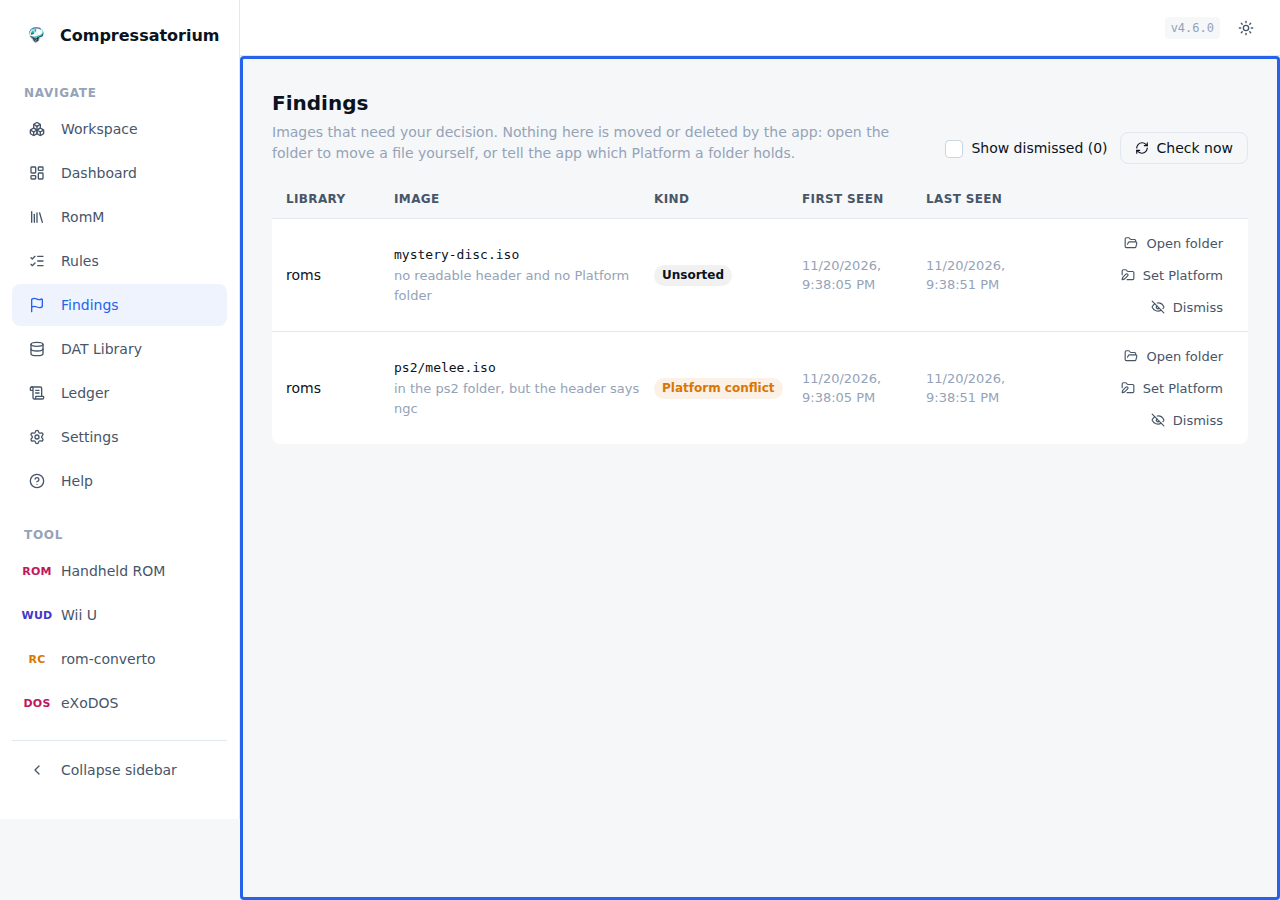 Compressatorium
v4.6.0
NAVIGATE
Workspace
Dashboard
RomM
Rules
Findings
DAT Library
Ledger
Settings
Help
TOOL
ROM Handheld ROM
WUD Wii U
RC rom-converto
DOS eXoDOS
Collapse sidebar
Findings
Images that need your decision. Nothing here is moved or deleted by the app: open the
folder to move a file yourself, or tell the app which Platform a folder holds.
Show dismissed (0)
Check now
LIBRARY IMAGE KIND FIRST SEEN LAST SEEN
roms
mystery-disc.iso
no readable header and no Platform
folder
Unsorted
11/20/2026,
9:38:05 PM
11/20/2026,
9:38:51 PM
Open folder
Set Platform
Dismiss
roms
ps2/melee.iso
in the ps2 folder, but the header says
ngc
Platform conflict
11/20/2026,
9:38:05 PM
11/20/2026,
9:38:51 PM
Open folder
Set Platform
Dismiss